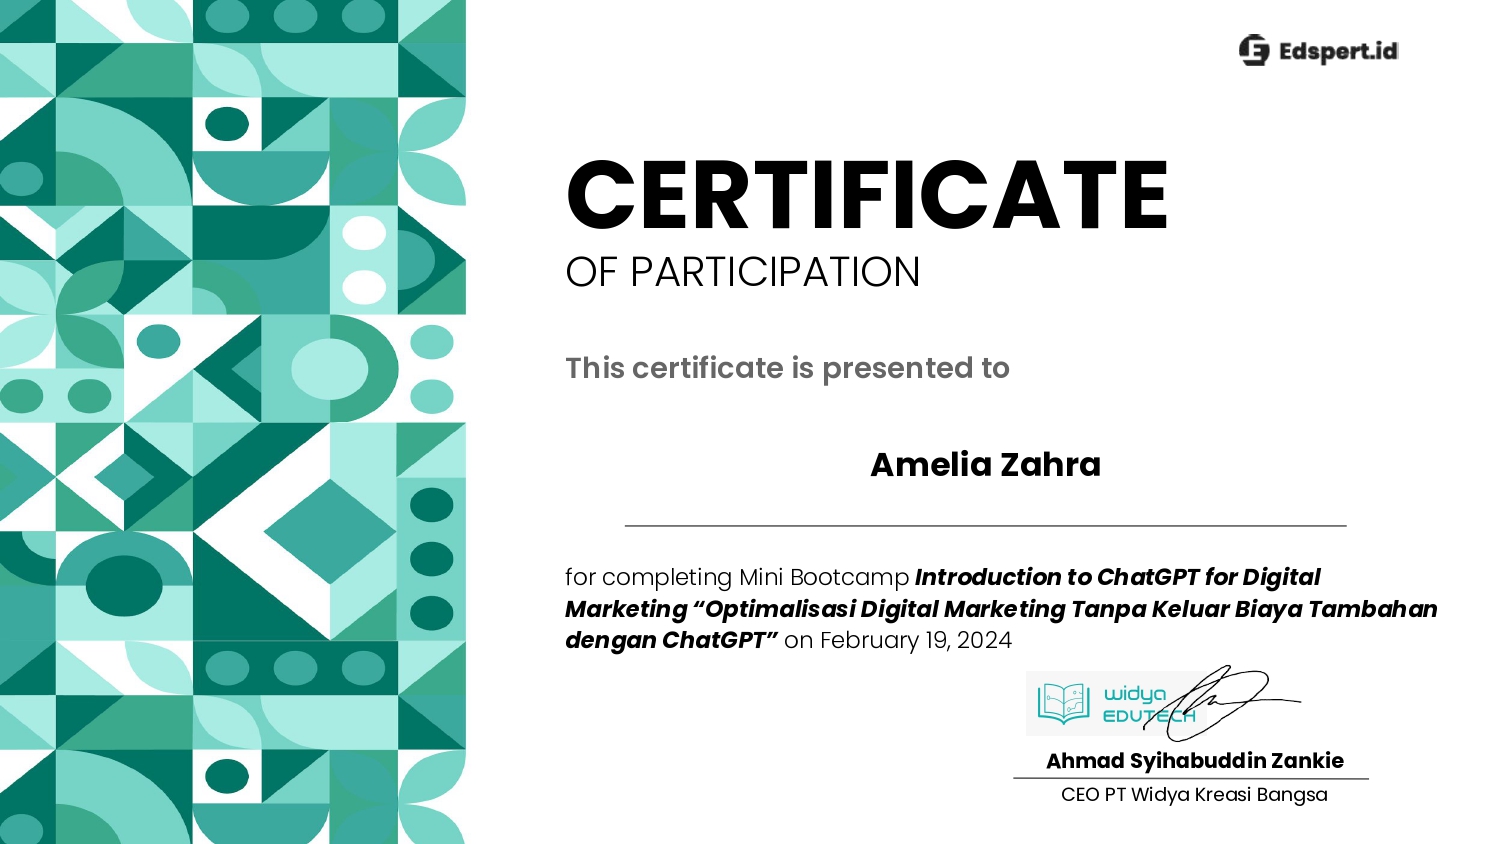 Edspert.id
CERTIFICATE
OF PARTICIPATION
This certificate is presented to
Amelia Zahra
for completing Mini Bootcamp Introduction to ChatGPT for Digital
Marketing “Optimalisasi Digital Marketing Tanpa Keluar Biaya Tambahan
dengan ChatGPT” on February 19, 2024
widya
EDUTECH
Ahmad Syihabuddin Zankie
CEO PT Widya Kreasi Bangsa